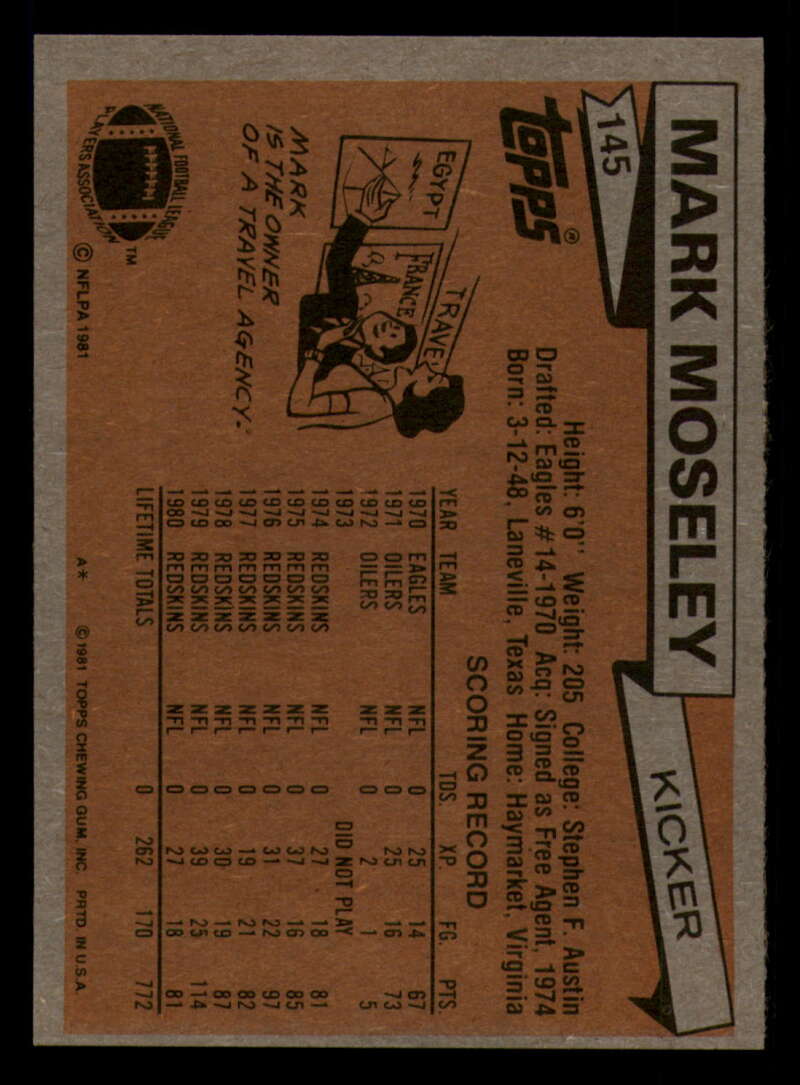 MARK MOSELEY
KICKER
145
topps®
Height: 6'0" Weight: 205 College: Stephen F. Austin
Drafted: Eagles #14-1970 Acq: Signed as Free Agent, 1974
Born: 3-12-48, Laneville, Texas Home: Haymarket, Virginia
SCORING RECORD
YEAR TEAM TDS. XP. FG. PTS.
1970 EAGLES NFL 0 25 14 67
1971 OILERS NFL 0 25 16 73
1972 OILERS NFL 0 2 1 5
1973 DID NOT PLAY
1974 REDSKINS NFL 0 27 18 81
1975 REDSKINS NFL 0 37 16 85
1976 REDSKINS NFL 0 31 22 97
1977 REDSKINS NFL 0 19 21 82
1978 REDSKINS NFL 0 30 19 87
1979 REDSKINS NFL 0 39 25 114
1980 REDSKINS NFL 0 27 18 81
LIFETIME TOTALS 0 262 170 772
TRAVEL
EGYPT
FRANCE
MARK
IS THE OWNER
OF A TRAVEL AGENCY.
NATIONAL FOOTBALL LEAGUE
PLAYERS ASSOCIATION
TM
© NFLPA 1981
A* © 1981 TOPPS CHEWING GUM, INC. PRTD. IN U.S.A.